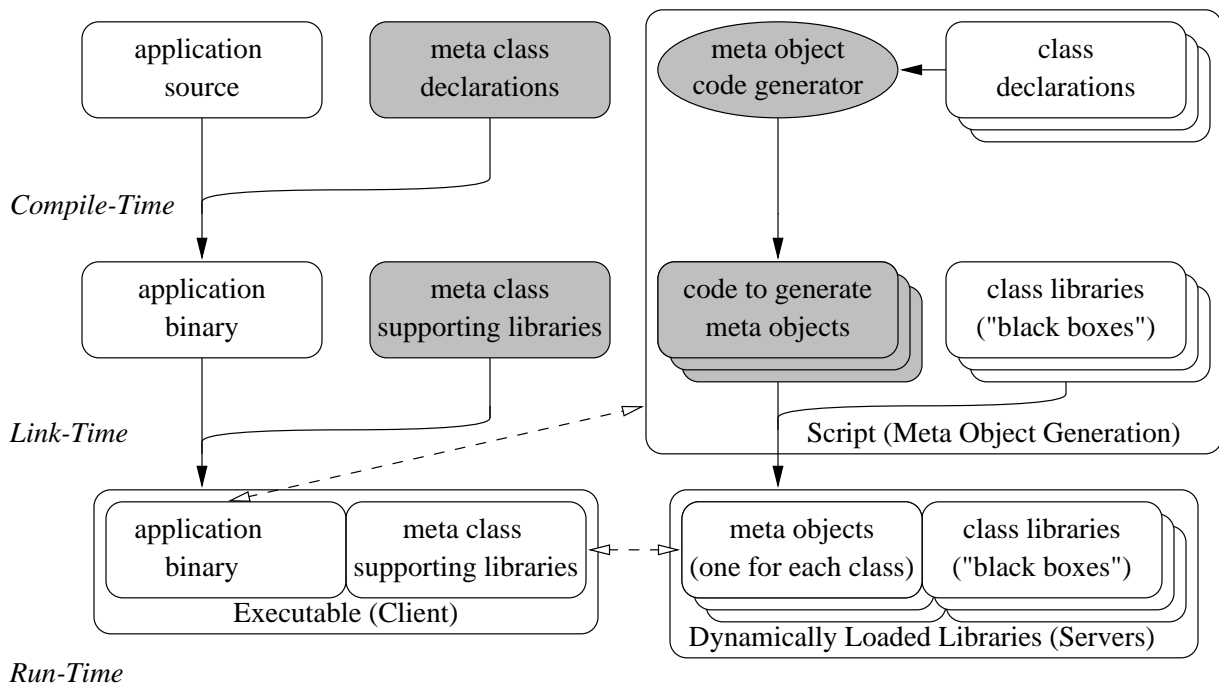 application
source
meta class
declarations
meta object
code generator
class
declarations
Compile-Time
application
binary
meta class
supporting libraries
code to generate
meta objects
class libraries
("black boxes")
Link-Time
Script (Meta Object Generation)
application
binary
meta class
supporting libraries
Executable (Client)
meta objects
(one for each class)
class libraries
("black boxes")
Dynamically Loaded Libraries (Servers)
Run-Time